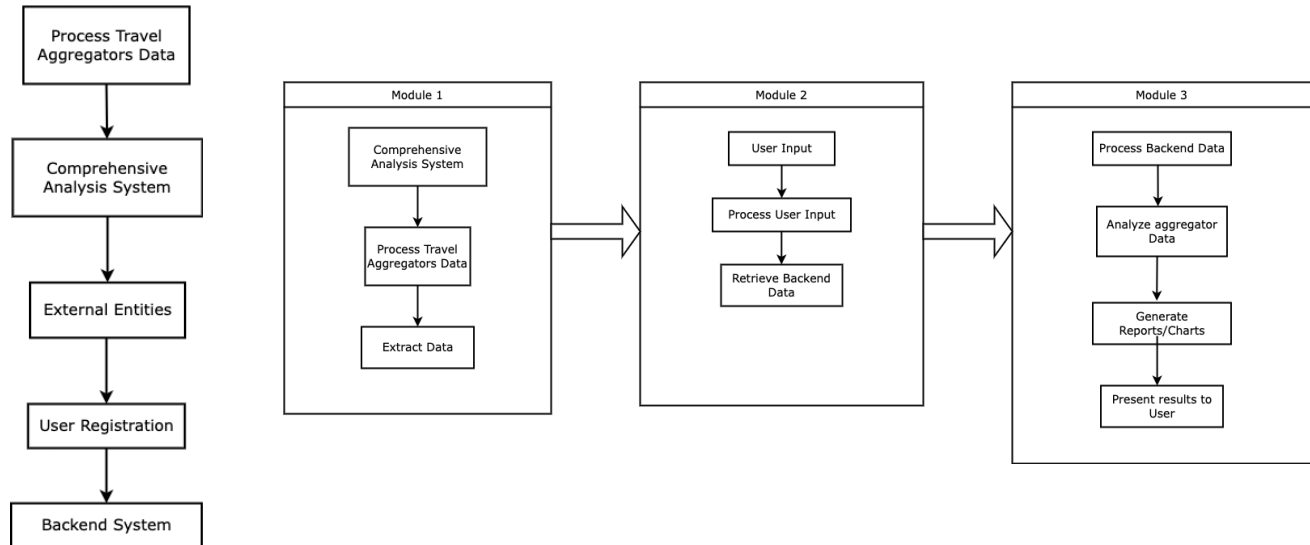 Process Travel
Aggregators Data
Comprehensive
Analysis System
External Entities
User Registration
Backend System
Module 1
Comprehensive
Analysis System
Process Travel
Aggregators Data
Extract Data
Module 2
User Input
Process User Input
Retrieve Backend
Data
Module 3
Process Backend Data
Analyze aggregator
Data
Generate
Reports/Charts
Present results to
User